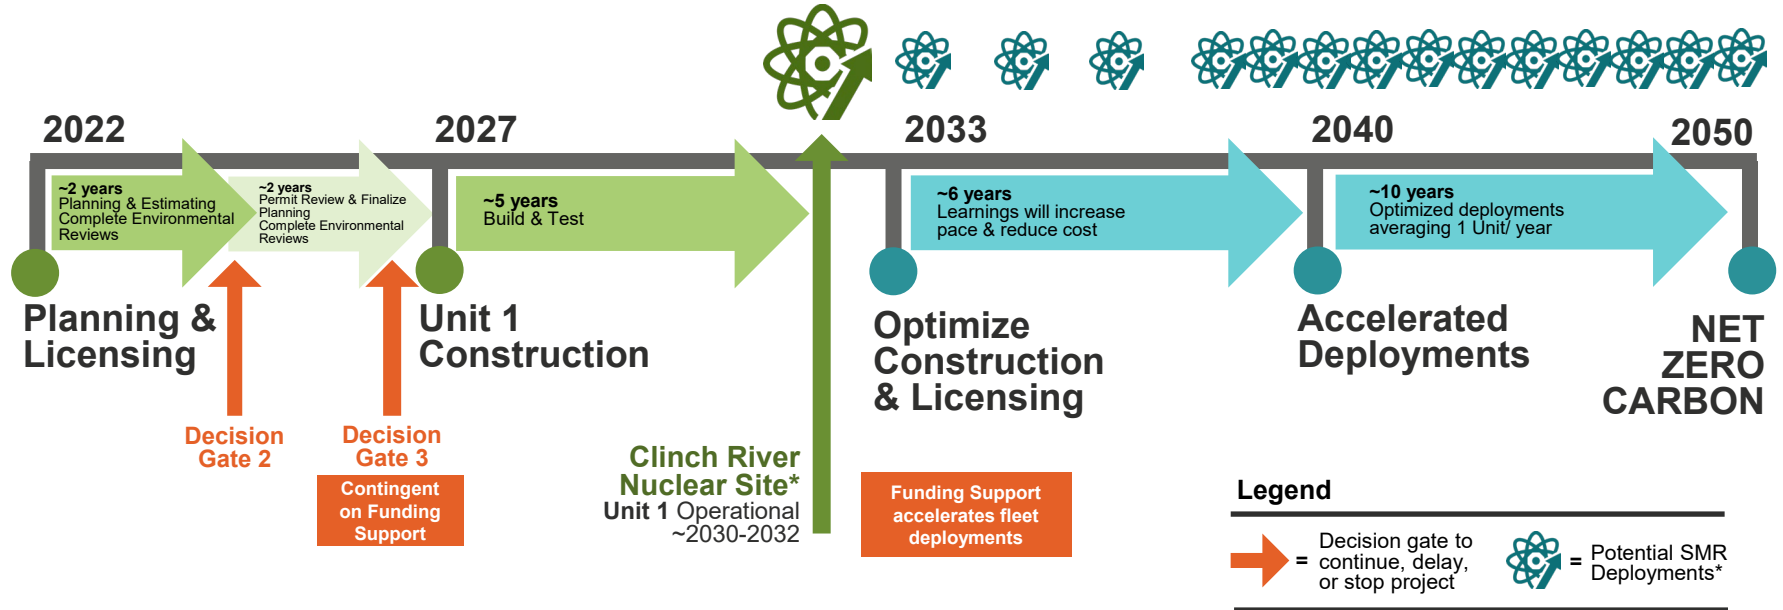 2022
2027
2033
2040
2050
~2 years
Planning & Estimating
Complete Environmental
Reviews
~2 years
Permit Review & Finalize
Planning
Complete Environmental
Reviews
~5 years
Build & Test
~6 years
Learnings will increase
pace & reduce cost
~10 years
Optimized deployments
averaging 1 Unit/ year
Planning &
Licensing
Unit 1
Construction
Optimize
Construction
& Licensing
Accelerated
Deployments
NET
ZERO
CARBON
Decision
Gate 2
Decision
Gate 3
Contingent
on Funding
Support
Clinch River
Nuclear Site*
Unit 1 Operational
~2030-2032
Funding Support
accelerates fleet
deployments
Legend
= Decision gate to
continue, delay,
or stop project
= Potential SMR
Deployments*